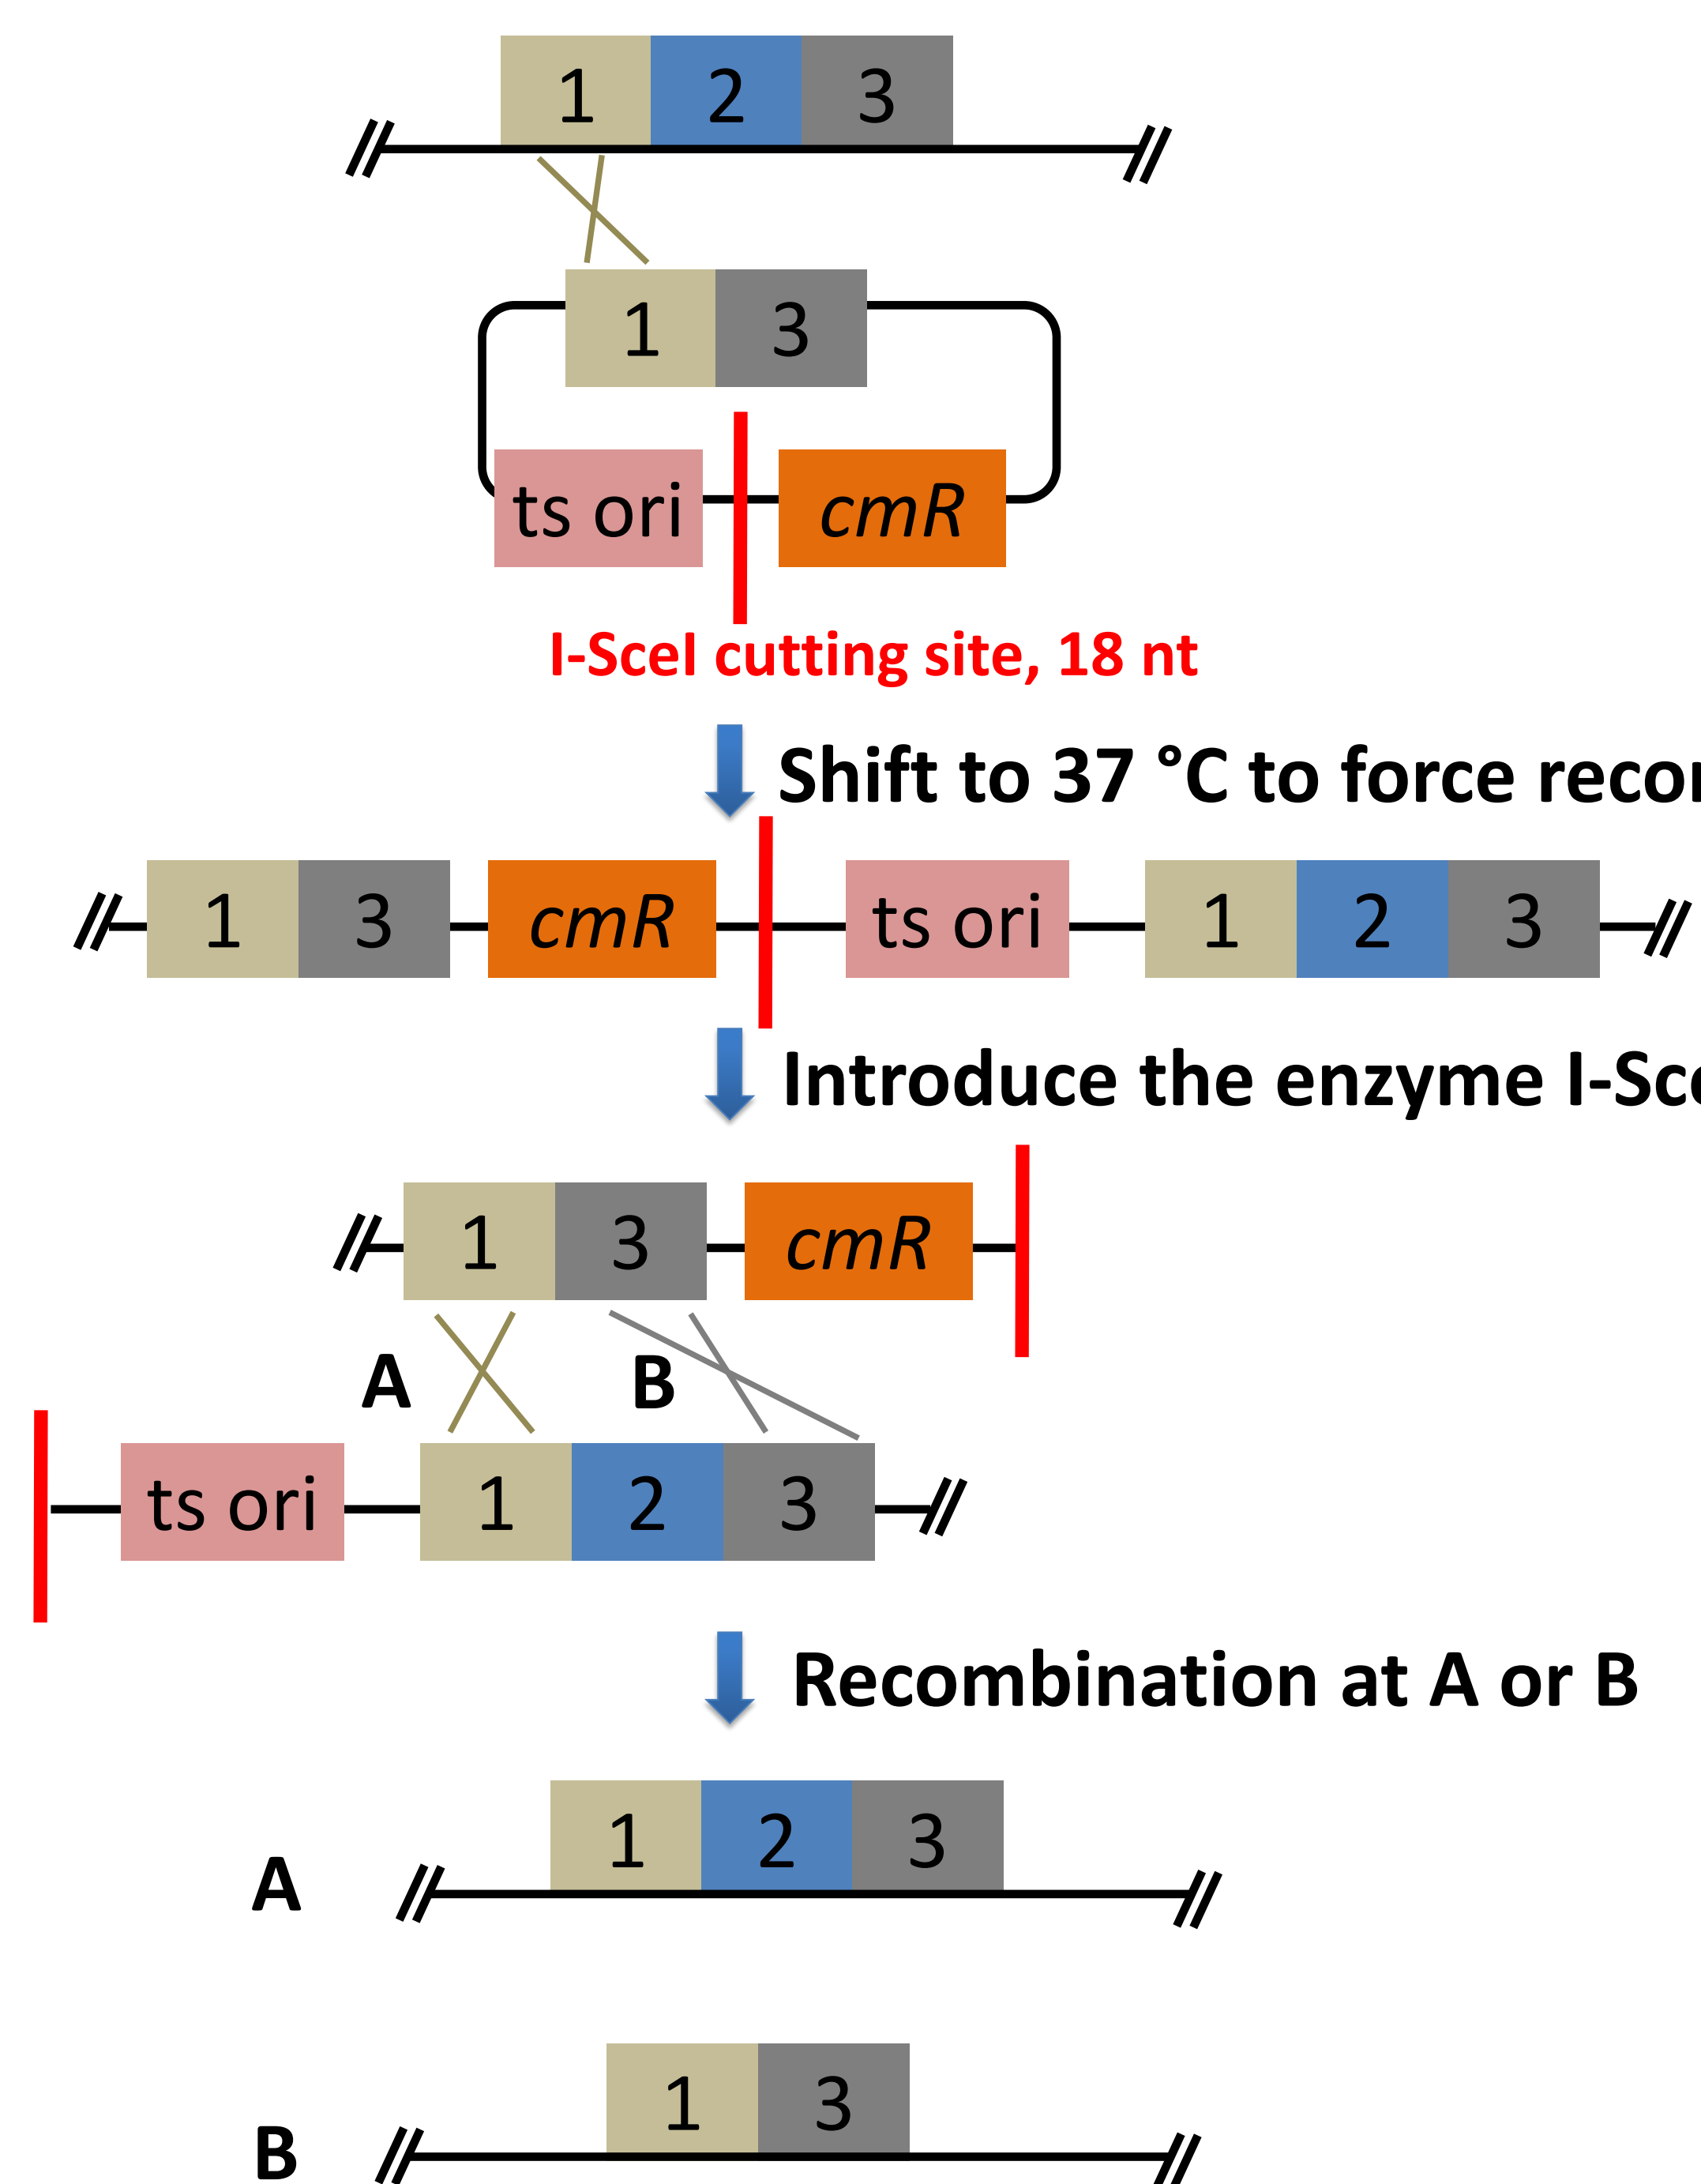 1 2 3
1 3
ts ori cmR
I-SceI cutting site, 18 nt
Shift to 37 °C to force
1 3 cmR ts ori 1 2 3
Introduce the enzyme
1 3 cmR
A B
ts ori 1 2 3
Recombination at A or B
1 2 3
A
1 3
B